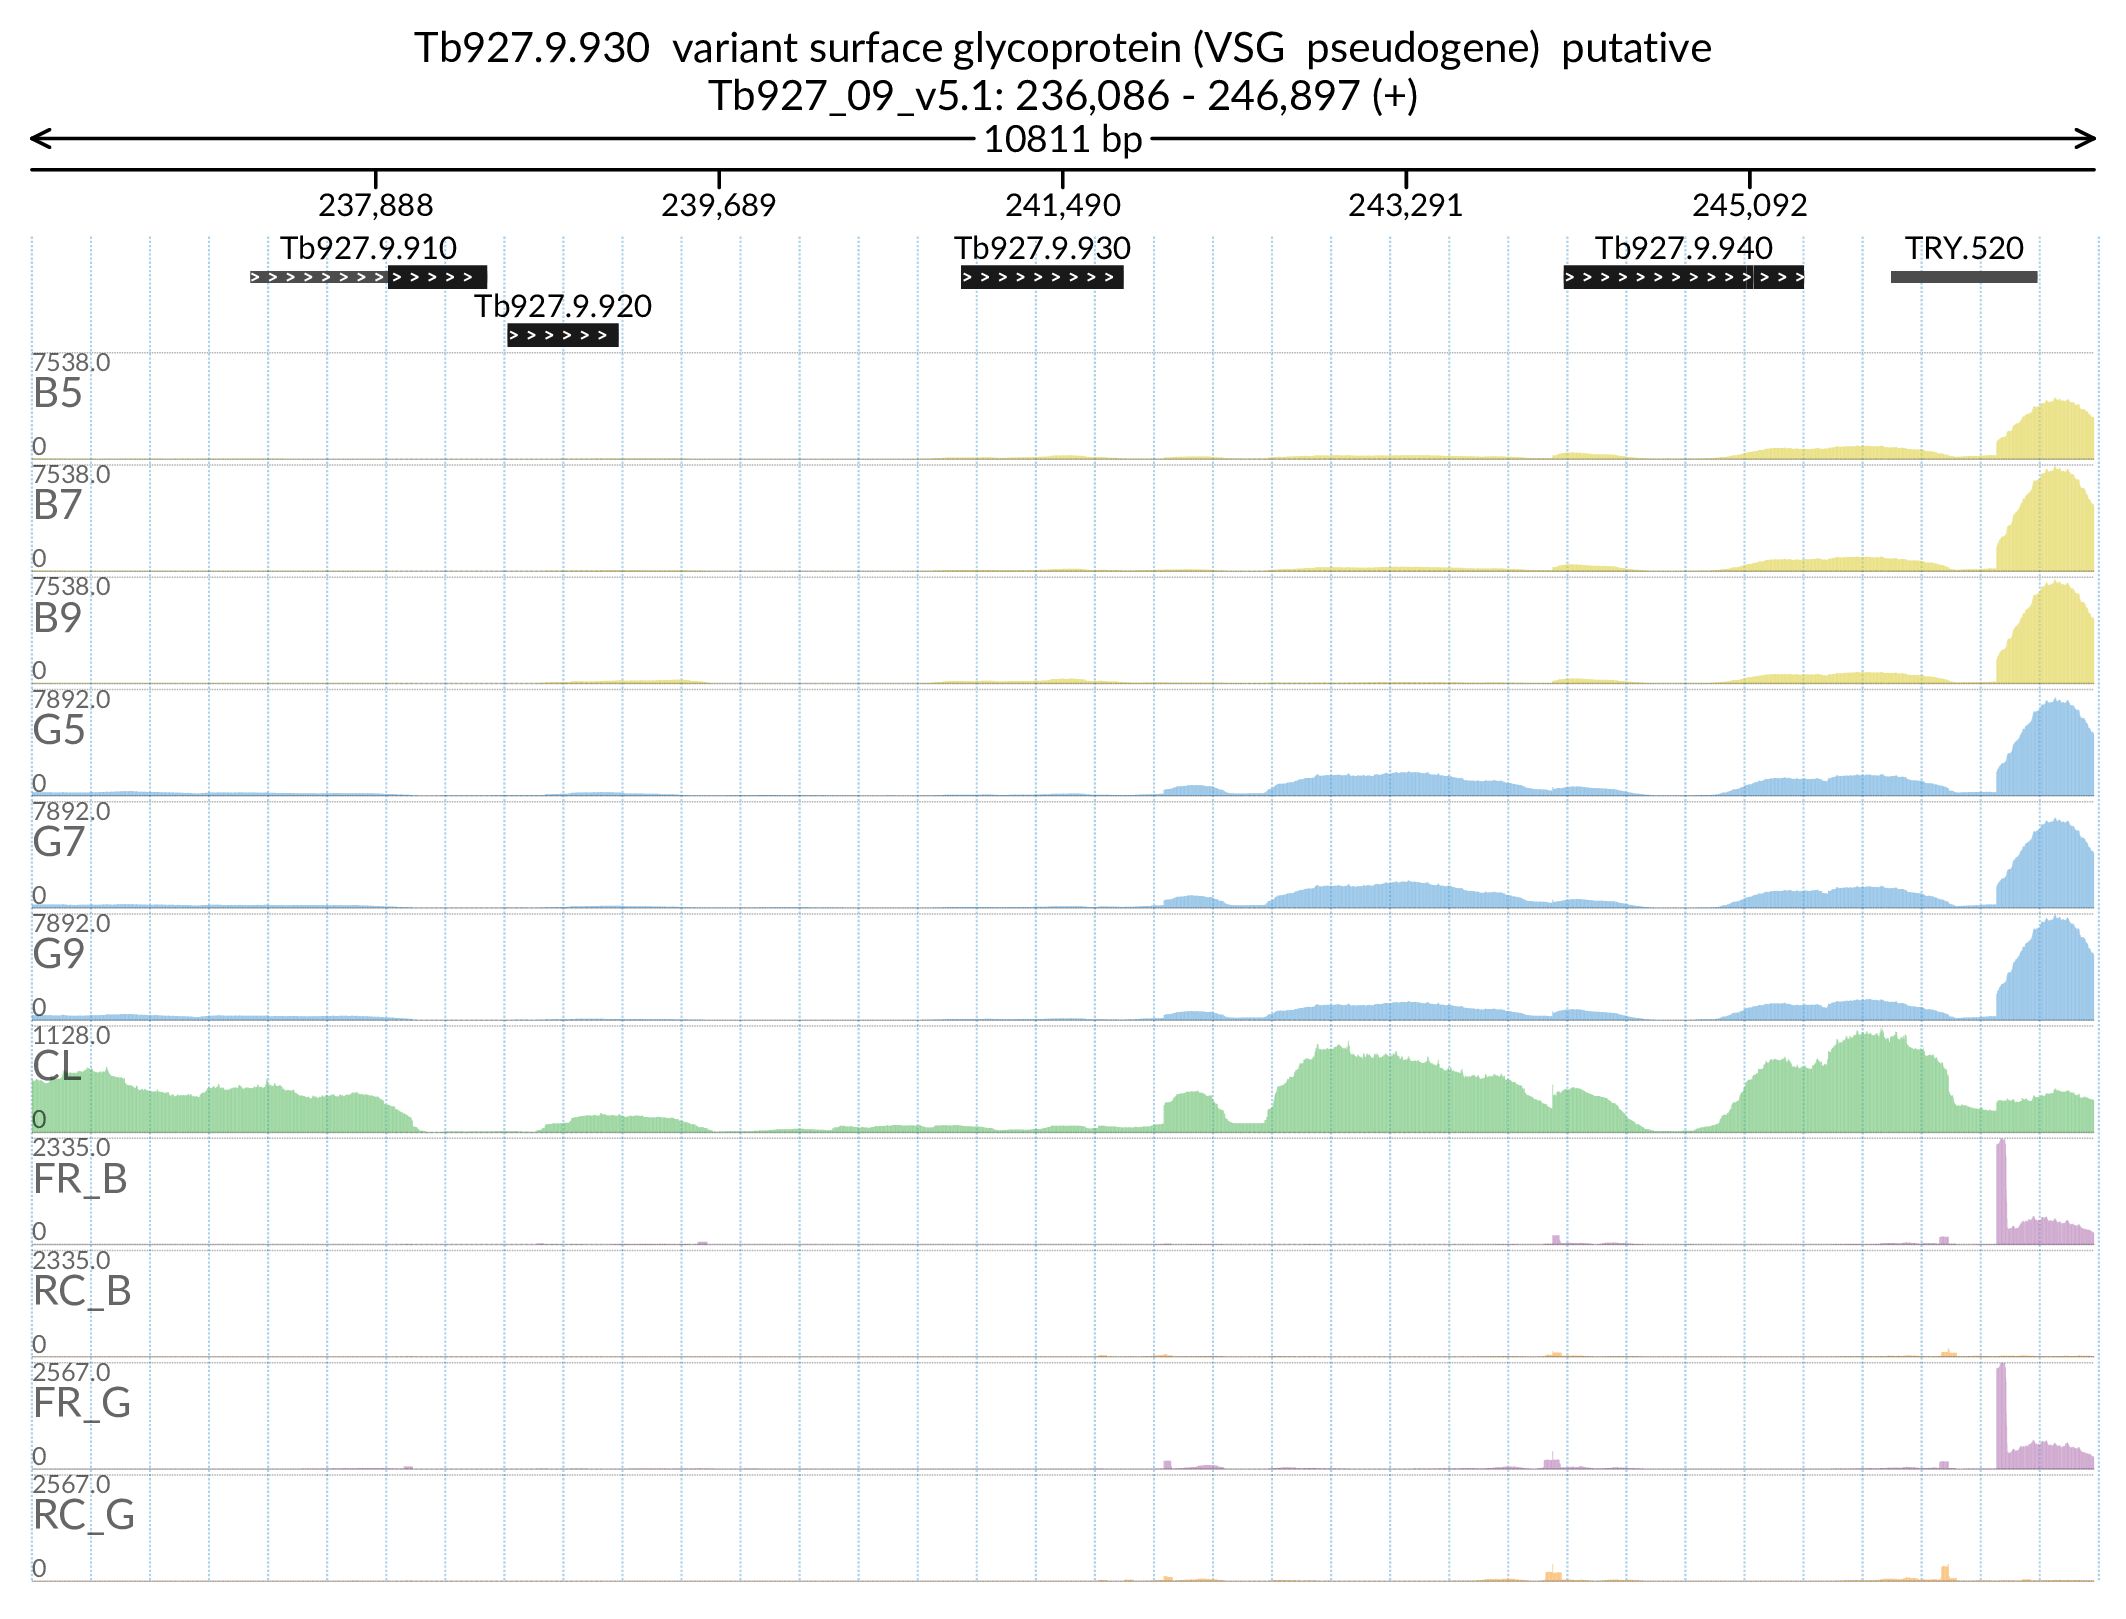 Tb927.9.930 variant surface glycoprotein (VSG pseudogene) putative
Tb927_09_v5.1: 236,086 - 246,897 (+)
10811 bp
237,888 239,689 241,490 243,291 245,092
Tb927.9.910 Tb927.9.930 Tb927.9.940 TRY.520
Tb927.9.920
7538.0
B5
0
7538.0
B7
0
7538.0
B9
0
7892.0
G5
0
7892.0
G7
0
7892.0
G9
0
1128.0
CL
0
2335.0
FR_B
0
2335.0
RC_B
0
2567.0
FR_G
0
2567.0
RC_G
0